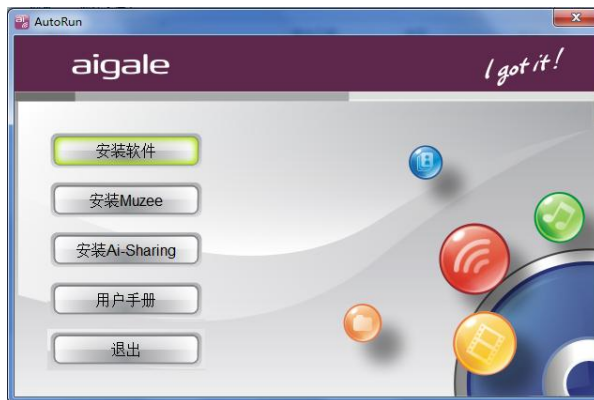 AutoRun
aigale
I got it!
安装软件
安装Muzee
安装Ai-Sharing
用户手册
退出